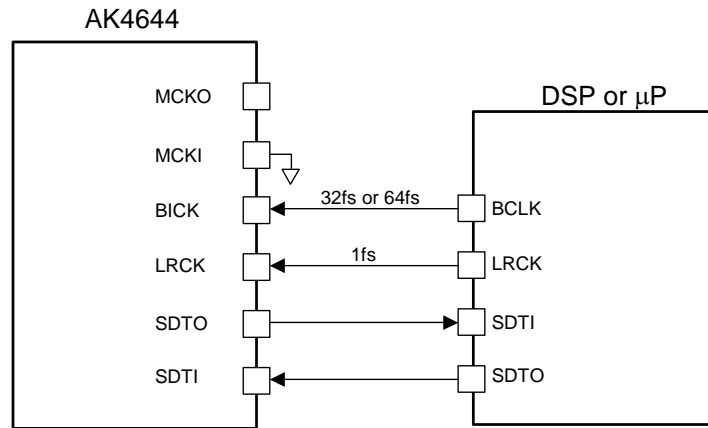 AK4644
DSP or μP
MCKO
MCKI
BICK
32fs or 64fs
BCLK
LRCK
1fs
LRCK
SDTO
SDTI
SDTI
SDTO